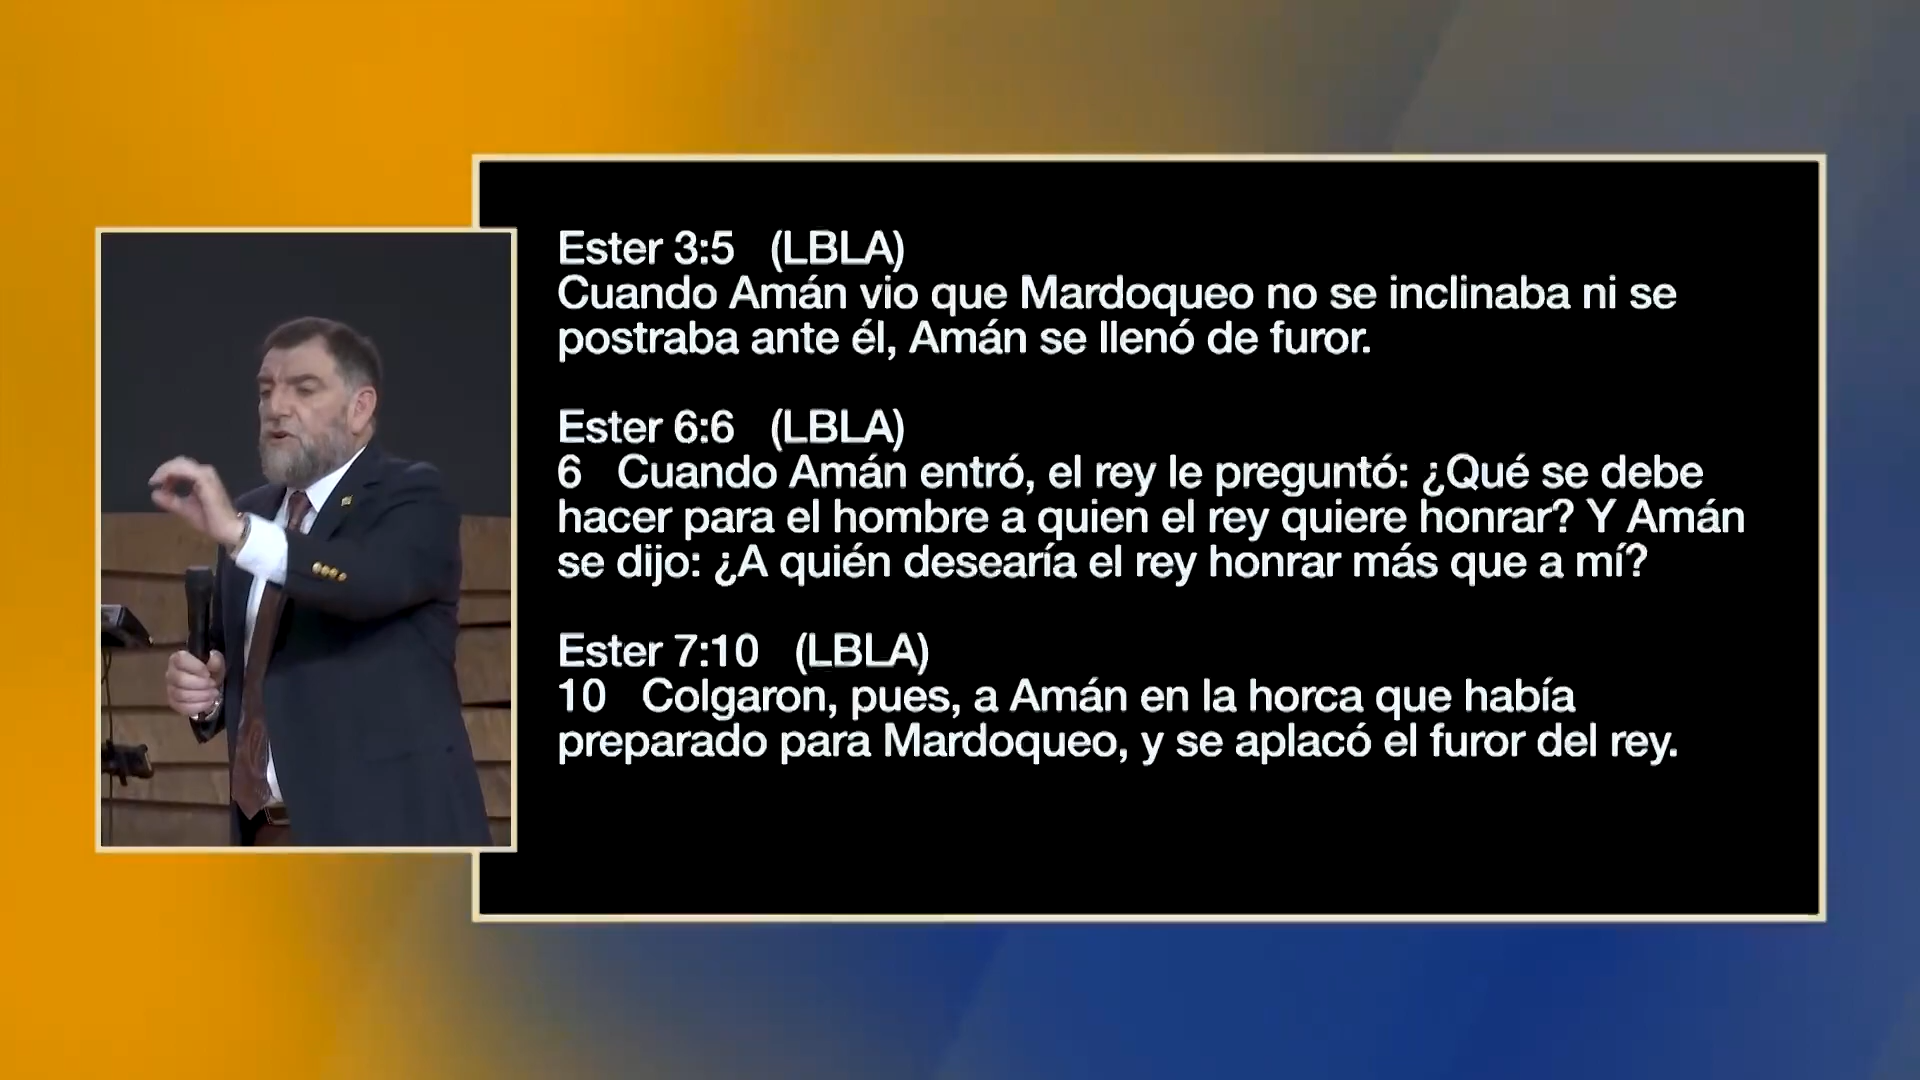 Ester 3:5 (LBLA)
Cuando Amán vio que Mardoqueo no se inclinaba ni se
postraba ante él, Amán se llenó de furor.
Ester 6:6 (LBLA)
6 Cuando Amán entró, el rey le preguntó: ¿Qué se debe
hacer para el hombre a quien el rey quiere honrar? Y Amán
se dijo: ¿A quién desearía el rey honrar más que a mí?
Ester 7:10 (LBLA)
10 Colgaron, pues, a Amán en la horca que había
preparado para Mardoqueo, y se aplacó el furor del rey.